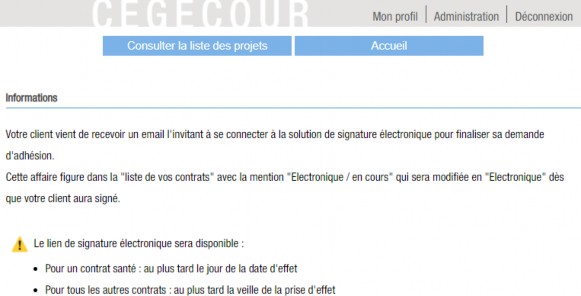 CEGECOUR
Mon profil | Administration | Déconnexion
Consulter la liste des projets Accueil
Informations
Votre client vient de recevoir un email l'invitant à se connecter à la solution de signature électronique pour finaliser sa demande
d'adhésion.
Cette affaire figure dans la "liste de vos contrats" avec la mention "Electronique / en cours" qui sera modifiée en "Electronique" dès
que votre client aura signé.
Le lien de signature électronique sera disponible :
• Pour un contrat santé : au plus tard le jour de la date d'effet
• Pour tous les autres contrats : au plus tard la veille de la prise d'effet